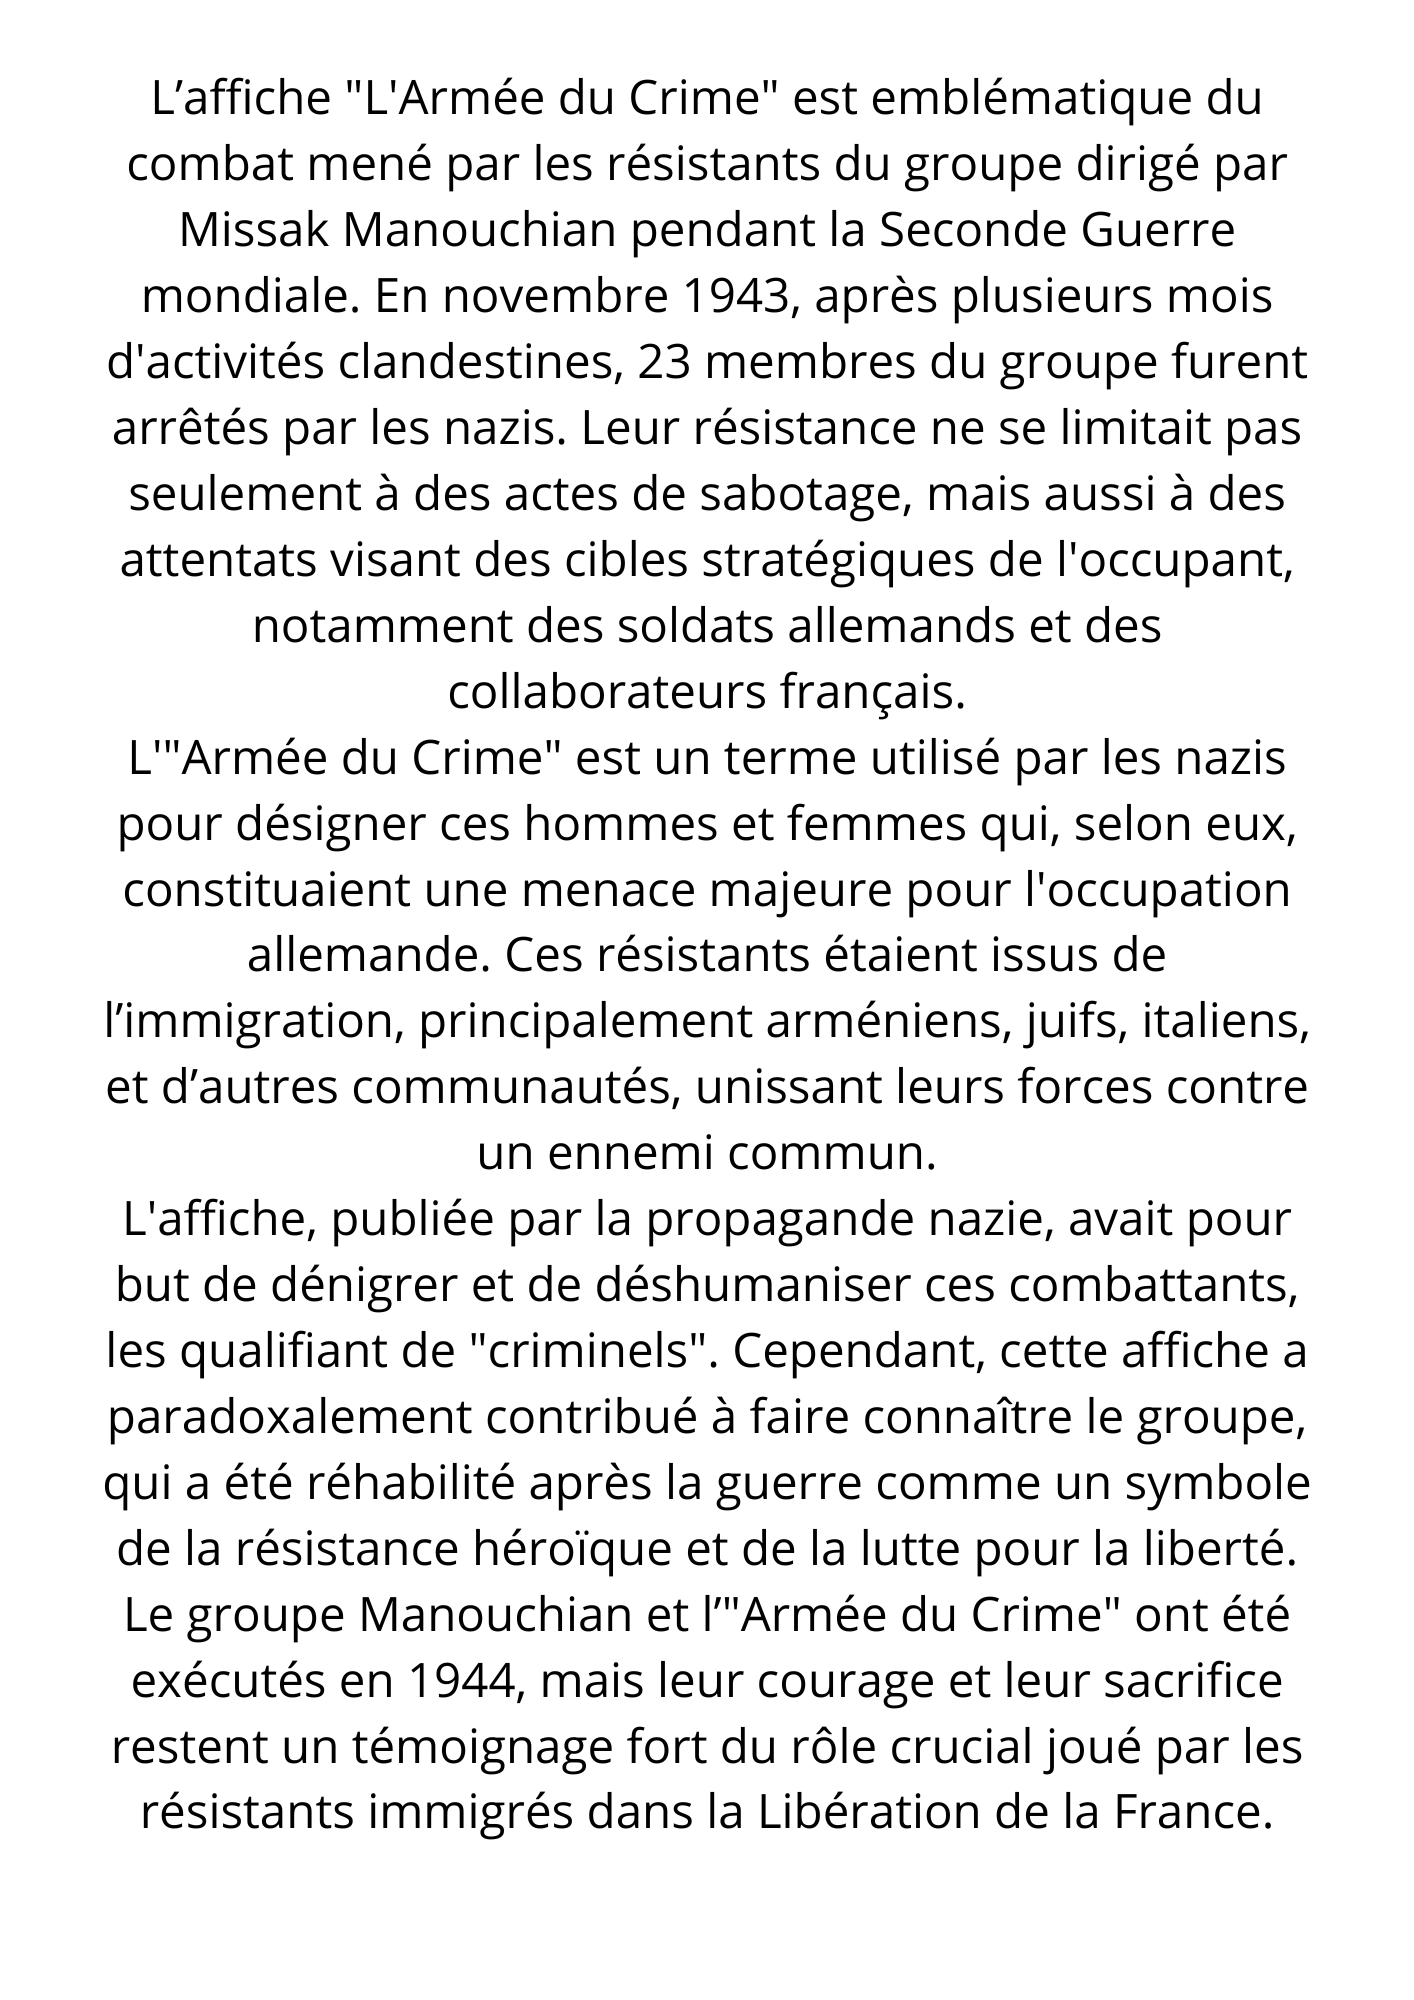 L’affiche "L'Armée du Crime" est emblématique du
combat mené par les résistants du groupe dirigé par
Missak Manouchian pendant la Seconde Guerre
mondiale. En novembre 1943, après plusieurs mois
d'activités clandestines, 23 membres du groupe furent
arrêtés par les nazis. Leur résistance ne se limitait pas
seulement à des actes de sabotage, mais aussi à des
attentats visant des cibles stratégiques de l'occupant,
notamment des soldats allemands et des
collaborateurs français.
L'"Armée du Crime" est un terme utilisé par les nazis
pour désigner ces hommes et femmes qui, selon eux,
constituaient une menace majeure pour l'occupation
allemande. Ces résistants étaient issus de
l’immigration, principalement arméniens, juifs, italiens,
et d’autres communautés, unissant leurs forces contre
un ennemi commun.
L'affiche, publiée par la propagande nazie, avait pour
but de dénigrer et de déshumaniser ces combattants,
les qualifiant de "criminels". Cependant, cette affiche a
paradoxalement contribué à faire connaître le groupe,
qui a été réhabilité après la guerre comme un symbole
de la résistance héroïque et de la lutte pour la liberté.
Le groupe Manouchian et l’"Armée du Crime" ont été
exécutés en 1944, mais leur courage et leur sacrifice
restent un témoignage fort du rôle crucial joué par les
résistants immigrés dans la Libération de la France.